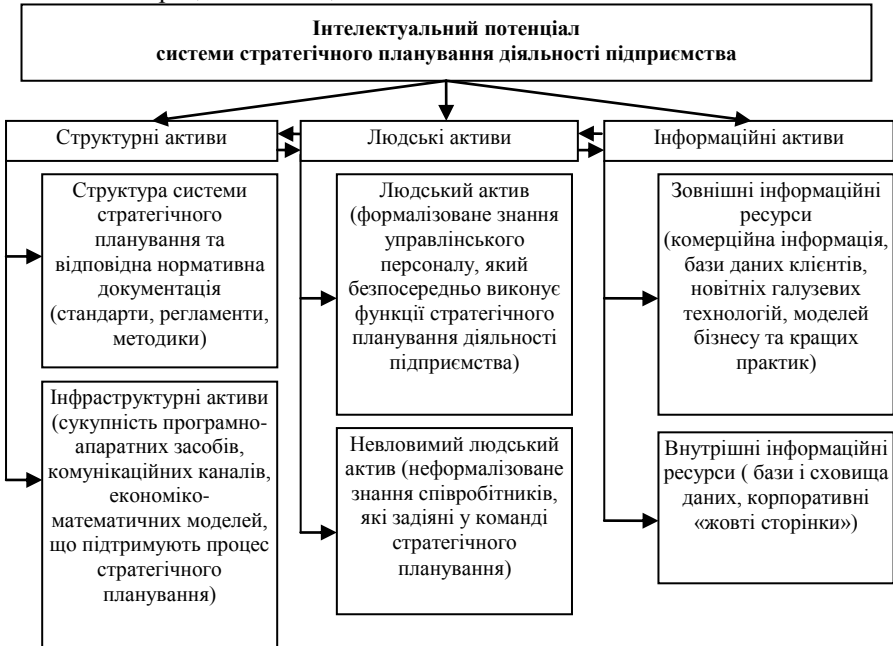 Інтелектуальний потенціал
системи стратегічного планування діяльності підприємства
Структурні активи
Людські активи
Інформаційні активи
Структура системи
стратегічного
планування та
відповідна нормативна
документація
(стандарти, регламенти,
методики)
Інфраструктурні активи
(сукупність програмно-
апаратних засобів,
комунікаційних каналів,
економіко-
математичних моделей,
що підтримують процес
стратегічного
планування)
Людський актив
(формалізоване знання
управлінського
персоналу, який
безпосередньо виконує
функції стратегічного
планування діяльності
підприємства)
Невловимий людський
актив (неформалізоване
знання співробітників,
які задіяні у команді
стратегічного
планування)
Зовнішні інформаційні
ресурси
(комерційна інформація,
бази даних клієнтів,
новітніх галузевих
технологій, моделей
бізнесу та кращих
практик)
Внутрішні інформаційні
ресурси ( бази і сховища
даних, корпоративні
«жовті сторінки»)